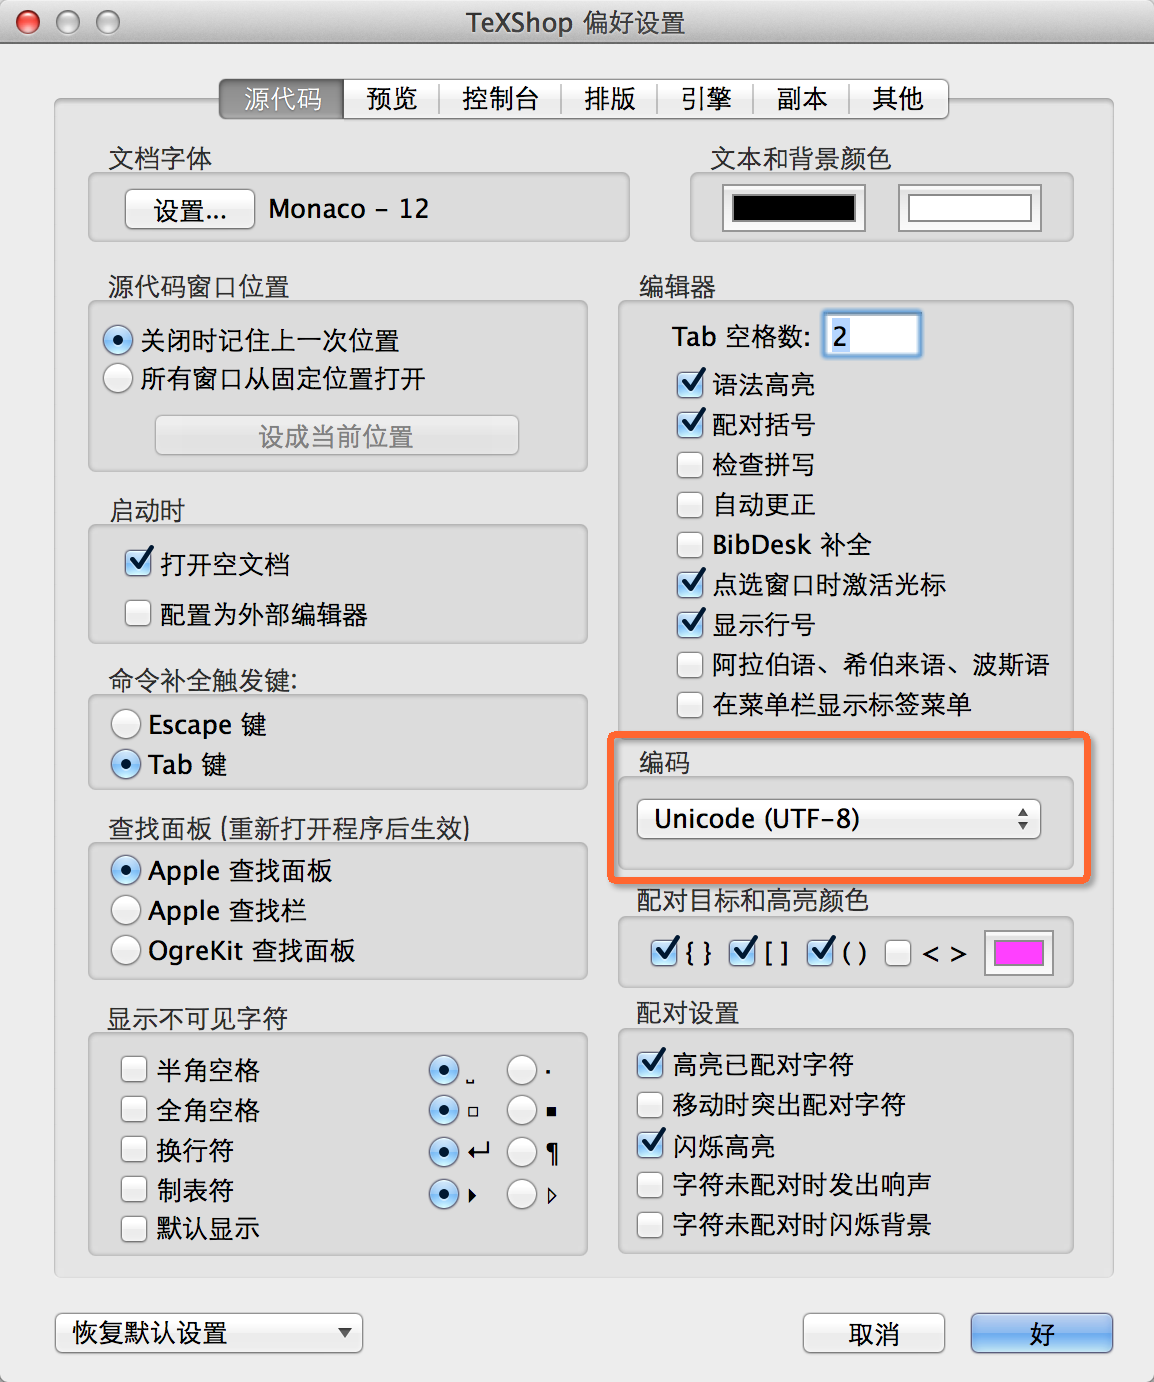 TeXShop 偏好设置
源代码 预览 控制台 排版 引擎 副本 其他
文档字体
设置... Monaco - 12
文本和背景颜色
源代码窗口位置
关闭时记住上一次位置
所有窗口从固定位置打开
设成当前位置
启动时
打开空文档
配置为外部编辑器
命令补全触发键:
Escape 键
Tab 键
查找面板 (重新打开程序后生效)
Apple 查找面板
Apple 查找栏
OgreKit 查找面板
显示不可见字符
半角空格 ␣ ·
全角空格 □ ■
换行符 ↵ ¶
制表符 ▸ ▹
默认显示
编辑器
Tab 空格数: 2
语法高亮
配对括号
检查拼写
自动更正
BibDesk 补全
点选窗口时激活光标
显示行号
阿拉伯语、希伯来语、波斯语
在菜单栏显示标签菜单
编码
Unicode (UTF-8)
配对目标和高亮颜色
{ } [ ] ( ) < >
配对设置
高亮已配对字符
移动时突出配对字符
闪烁高亮
字符未配对时发出响声
字符未配对时闪烁背景
恢复默认设置 取消 好